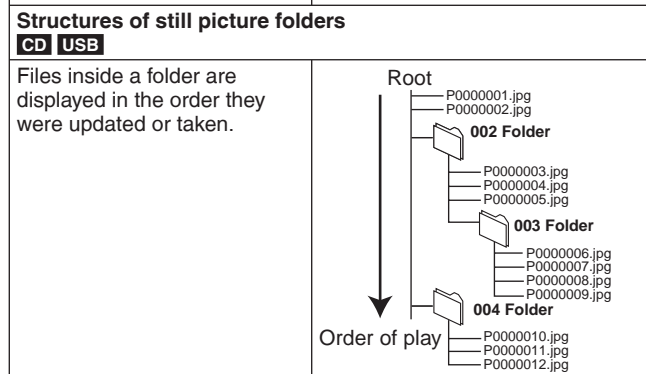 Structures of still picture folders
CD USB
Files inside a folder are
displayed in the order they
were updated or taken.
Root
P0000001.jpg
P0000002.jpg
002 Folder
P0000003.jpg
P0000004.jpg
P0000005.jpg
003 Folder
P0000006.jpg
P0000007.jpg
P0000008.jpg
P0000009.jpg
004 Folder
Order of play
P0000010.jpg
P0000011.jpg
P0000012.jpg